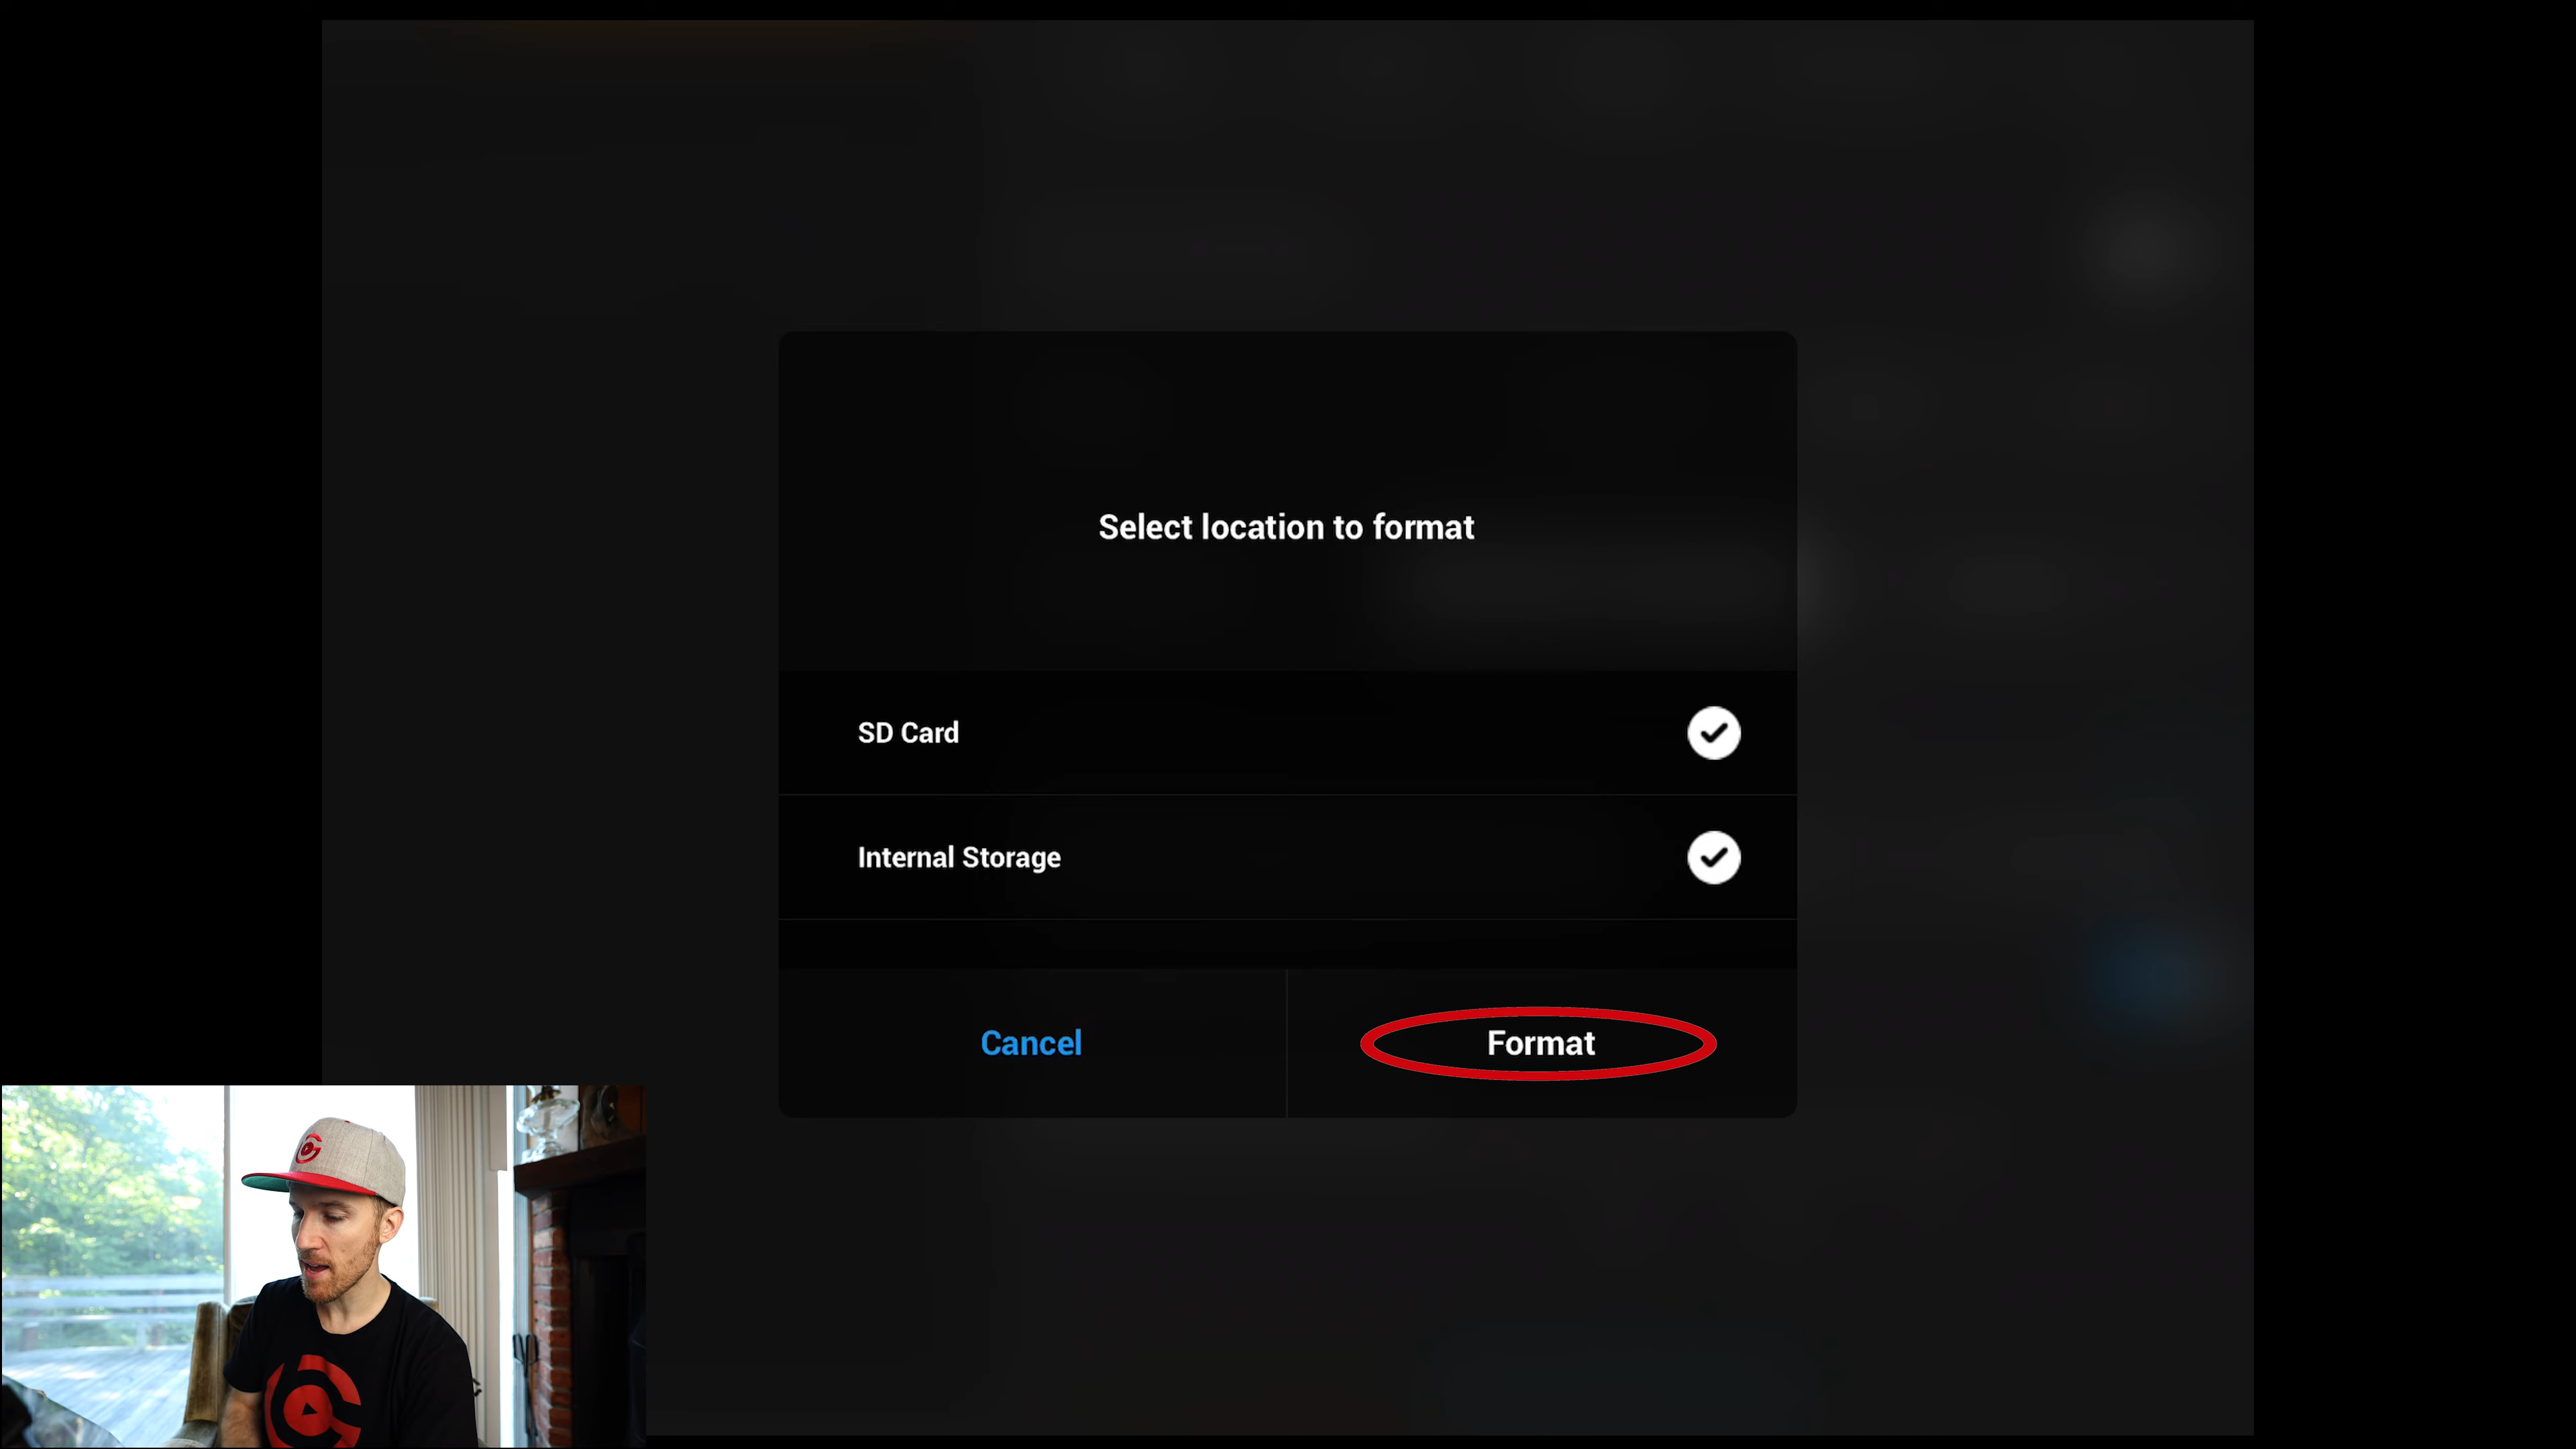 Select location to format
SD Card
Internal Storage
Cancel
Format